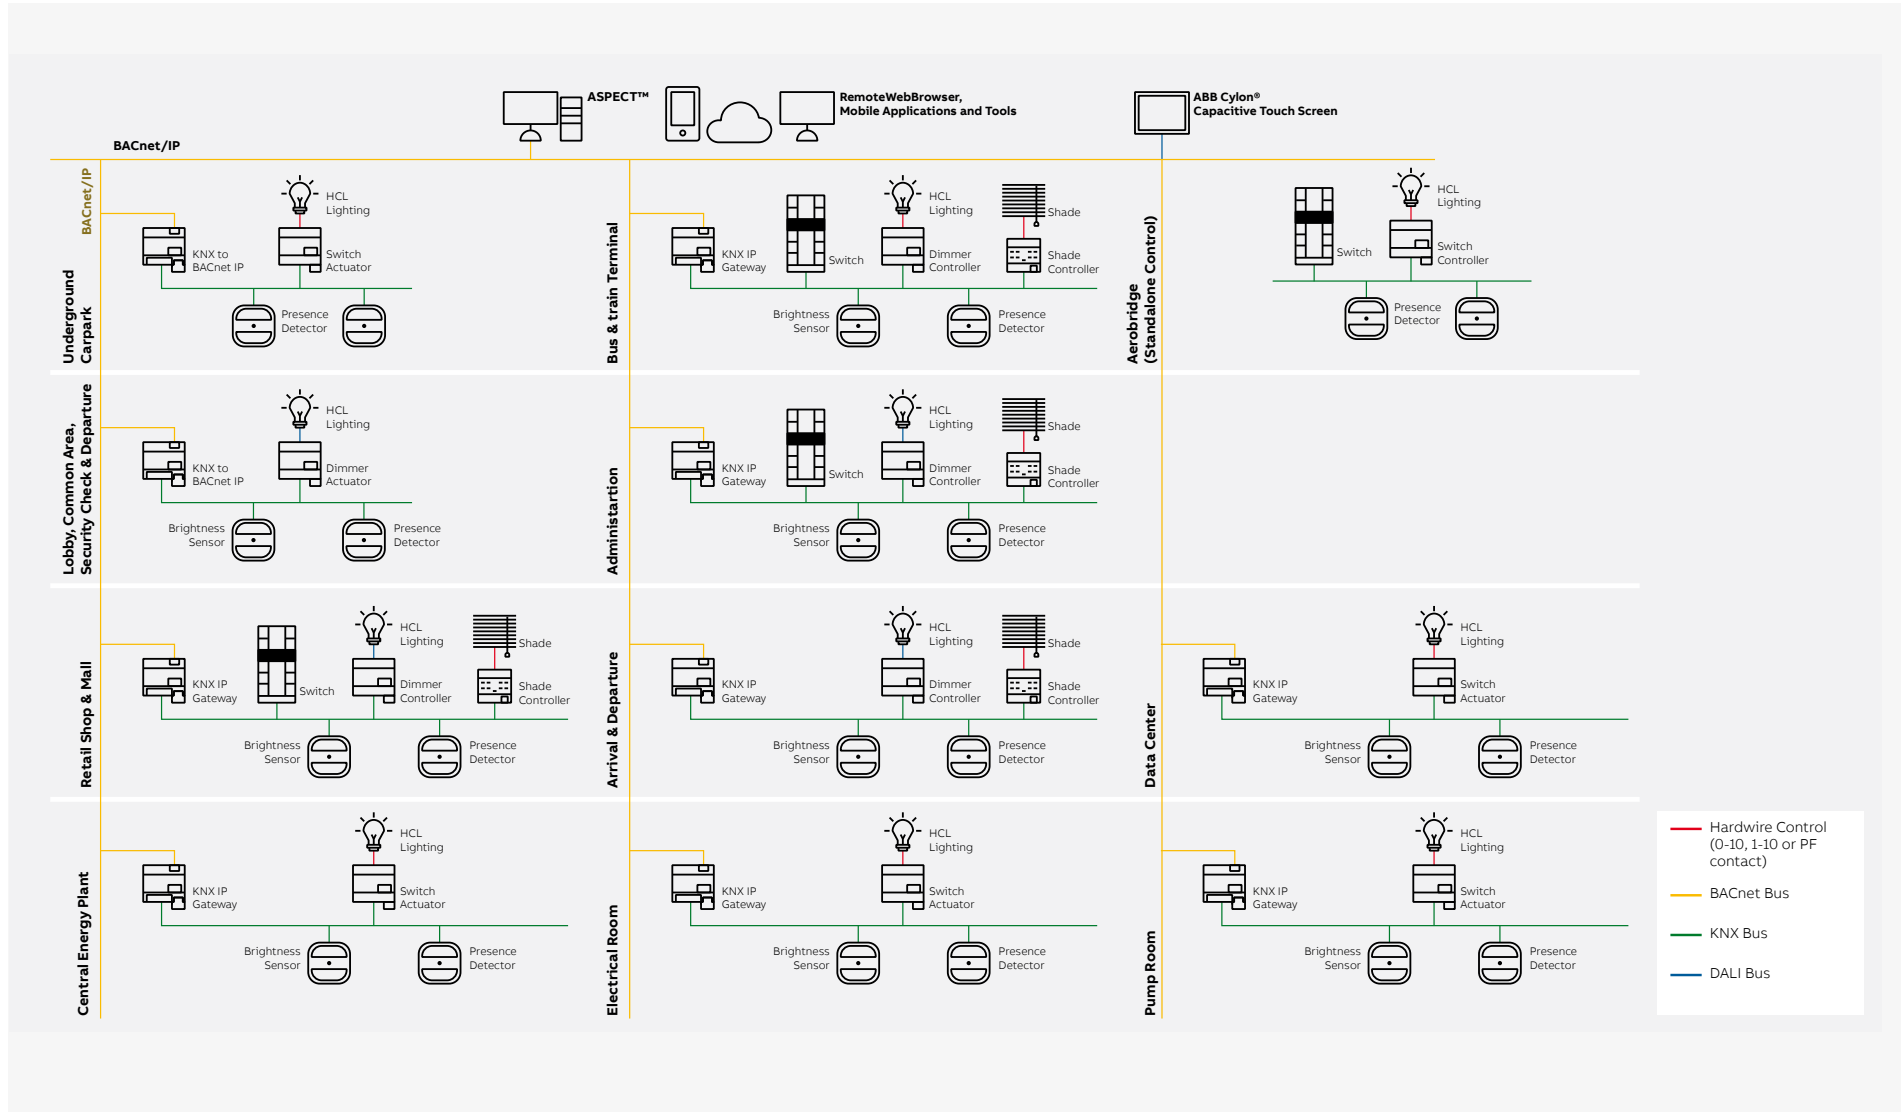 ASPECT™
RemoteWebBrowser,
Mobile Applications and Tools
ABB Cylon®
Capacitive Touch Screen
BACnet/IP
BACnet/IP
Underground
Carpark
KNX to
BACnet IP
HCL
Lighting
Switch
Actuator
Presence
Detector
Bus & train Terminal
KNX IP
Gateway
Switch
HCL
Lighting
Dimmer
Controller
Shade
Shade
Controller
Brightness
Sensor
Presence
Detector
Aerobridge
(Standalone Control)
Switch
HCL
Lighting
Switch
Controller
Presence
Detector
Lobby, Common Area,
Security Check & Departure
KNX to
BACnet IP
HCL
Lighting
Dimmer
Actuator
Brightness
Sensor
Presence
Detector
Administartion
KNX IP
Gateway
Switch
HCL
Lighting
Dimmer
Controller
Shade
Shade
Controller
Brightness
Sensor
Presence
Detector
Retail Shop & Mall
KNX IP
Gateway
Switch
HCL
Lighting
Dimmer
Controller
Shade
Shade
Controller
Brightness
Sensor
Presence
Detector
Arrival & Departure
KNX IP
Gateway
HCL
Lighting
Dimmer
Controller
Shade
Shade
Controller
Brightness
Sensor
Presence
Detector
Data Center
KNX IP
Gateway
HCL
Lighting
Switch
Actuator
Brightness
Sensor
Presence
Detector
Central Energy Plant
KNX IP
Gateway
HCL
Lighting
Switch
Actuator
Brightness
Sensor
Presence
Detector
Electrical Room
KNX IP
Gateway
HCL
Lighting
Switch
Actuator
Brightness
Sensor
Presence
Detector
Pump Room
KNX IP
Gateway
HCL
Lighting
Switch
Actuator
Brightness
Sensor
Presence
Detector
Hardwire Control
(0-10, 1-10 or PF
contact)
BACnet Bus
KNX Bus
DALI Bus